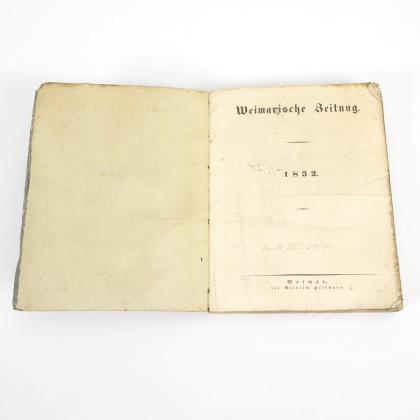 Weimarische Zeitung.
1832.
Weimar,
bei Wilhelm Hoffmann.